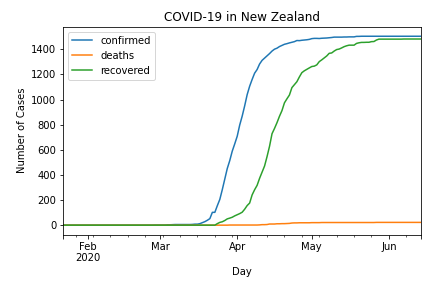 COVID-19 in New Zealand
confirmed
deaths
recovered
Number of Cases
1400
1200
1000
800
600
400
200
0
Feb Mar Apr May Jun
2020
Day